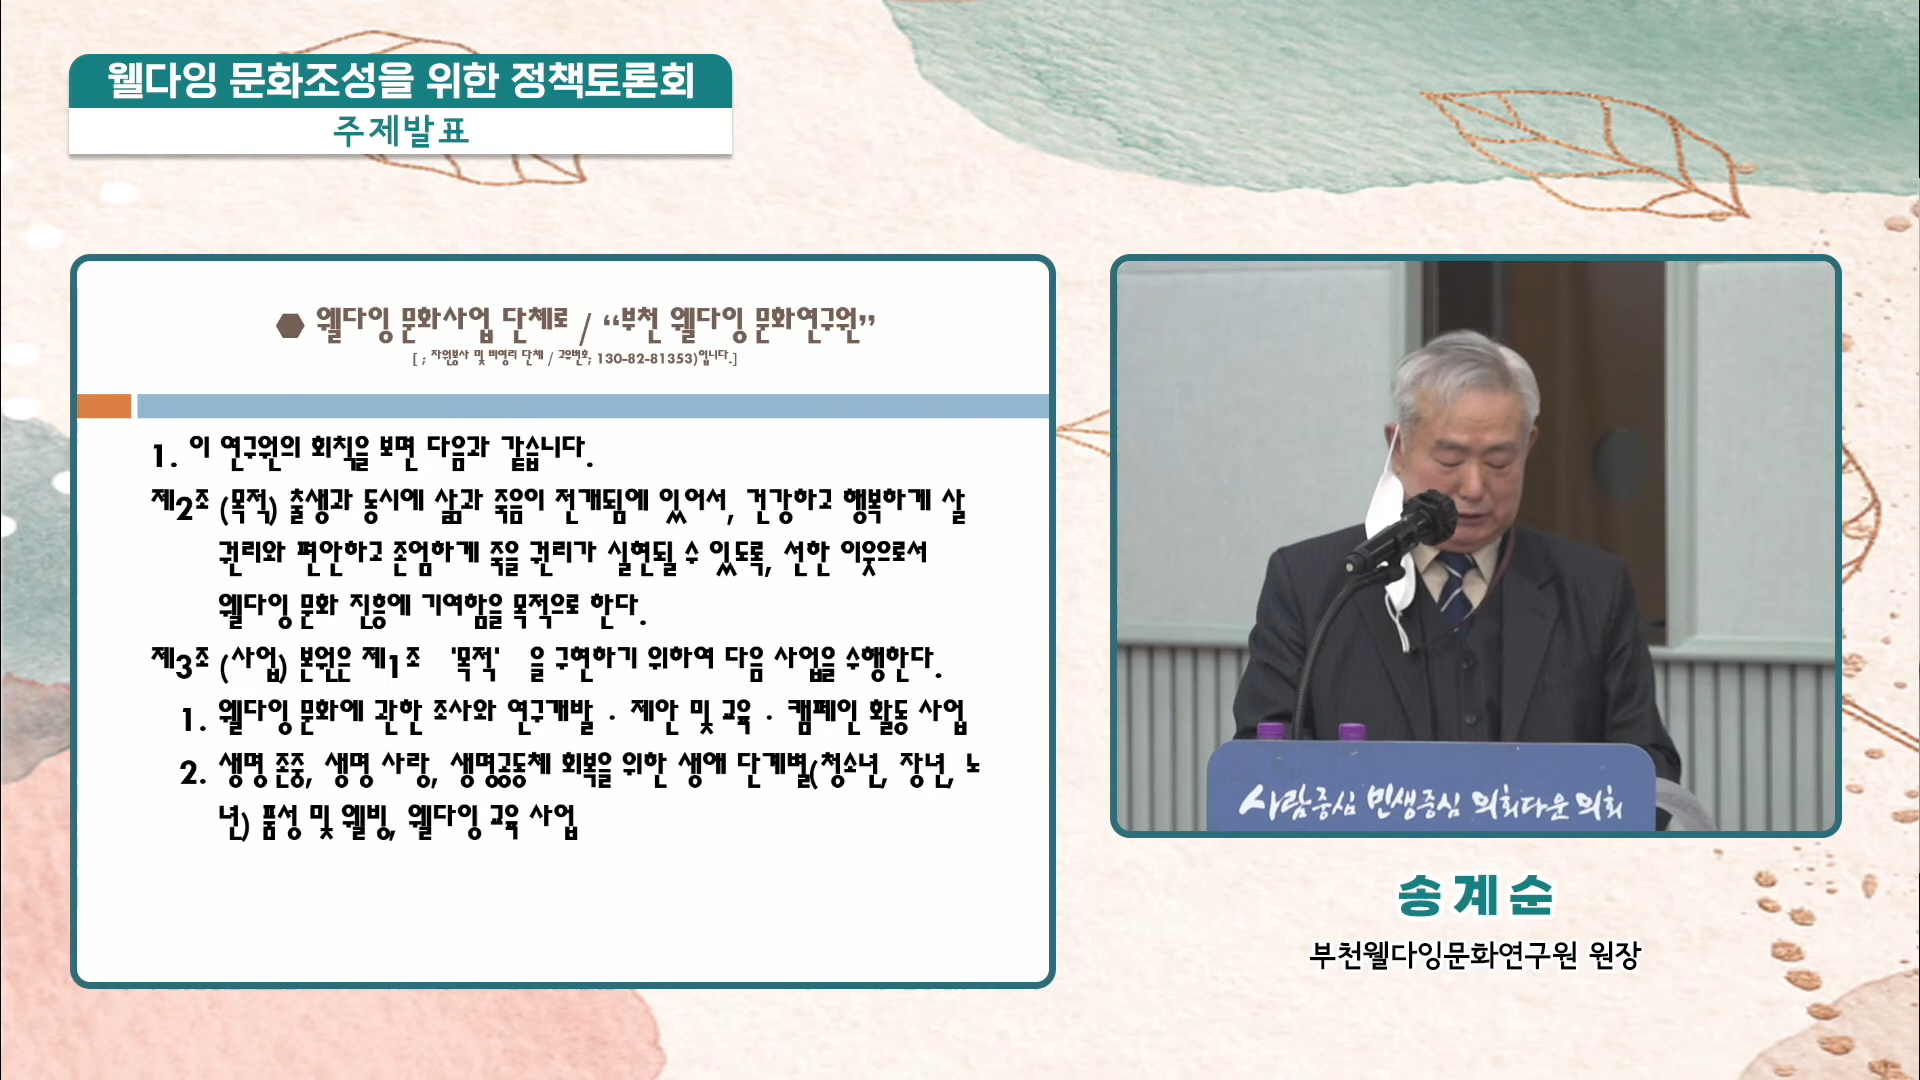 웰다잉 문화조성을 위한 정책토론회
주제발표
웰다잉 문화사업 단체로 / “부천 웰다잉 문화연구원”
[ ; 자원봉사 및 비영리 단체 / 고유번호; 130-82-81353)입니다.]
1. 이 연구원의 회칙을 보면 다음과 같습니다.
제2조 (목적) 출생과 동시에 삶과 죽음이 전개됨에 있어서, 건강하고 행복하게 살
권리와 편안하고 존엄하게 죽을 권리가 실현될 수 있도록, 선한 이웃으로서
웰다잉 문화 진흥에 기여함을 목적으로 한다.
제3조 (사업) 본원은 제1조 '목적' 을 구현하기 위하여 다음 사업을 수행한다.
1. 웰다잉 문화에 관한 조사와 연구개발 · 제안 및 교육 · 캠페인 활동 사업
2. 생명 존중, 생명 사랑, 생명공동체 회복을 위한 생애 단계별(청소년, 장년, 노
년) 품성 및 웰빙, 웰다잉 교육 사업
사람중심 민생중심 의회다운 의회
송계순
부천웰다잉문화연구원 원장